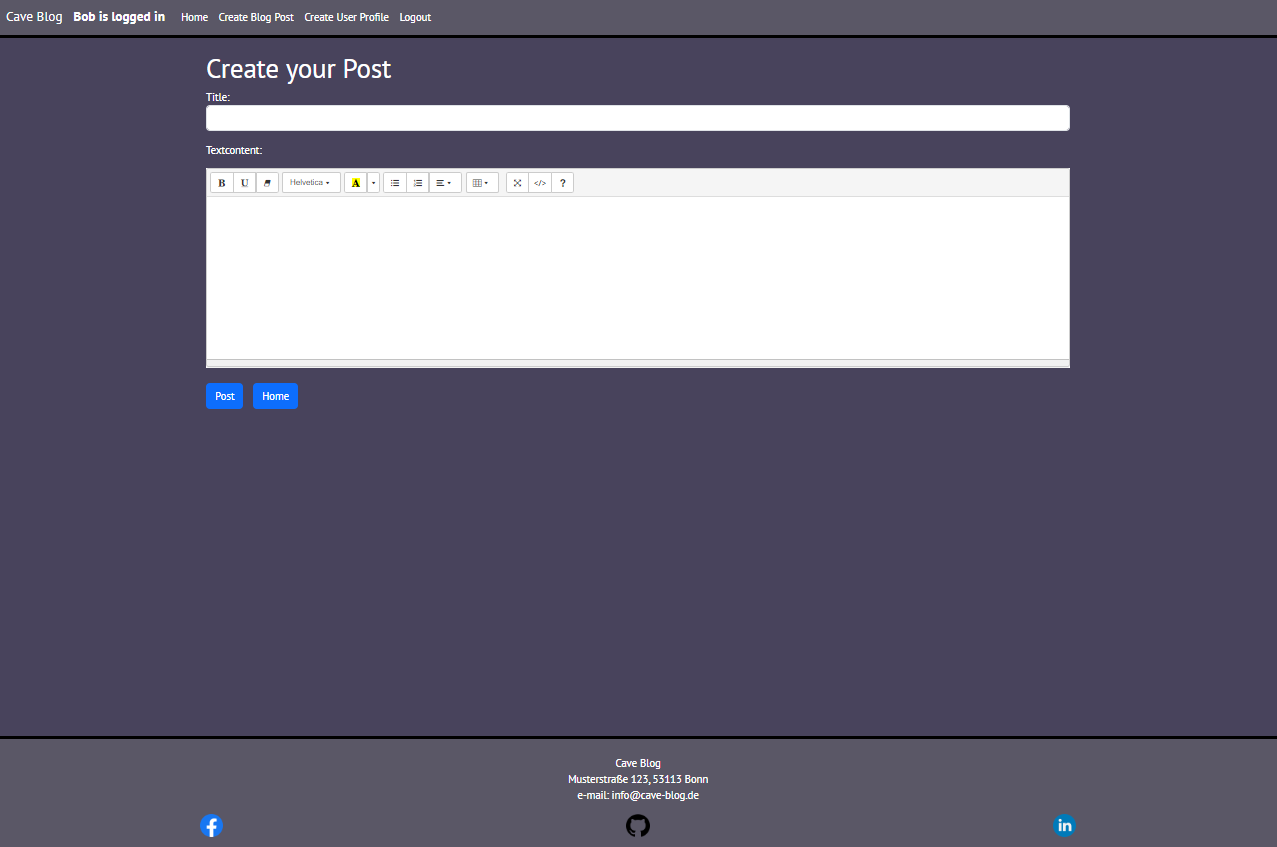 Cave Blog Bob is logged in Home Create Blog Post Create User Profile Logout
Create your Post
Title:
Textcontent:
B U Helvetica A </> ?
Post Home
Cave Blog
Musterstraße 123, 53113 Bonn
e-mail: info@cave-blog.de
in